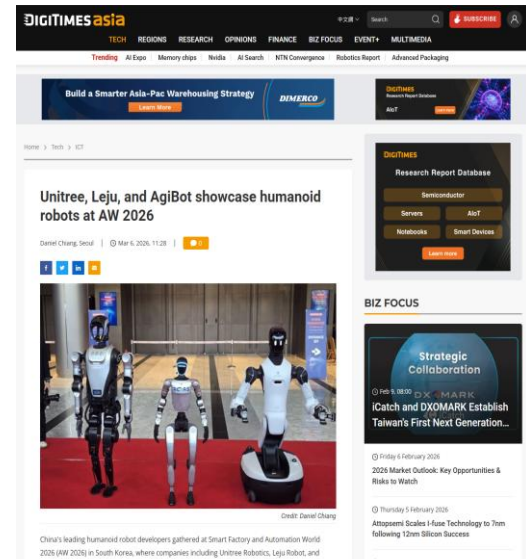 DIGITIMES asia
中文網
Search
SUBSCRIBE
TECH REGIONS RESEARCH OPINIONS FINANCE BIZ FOCUS EVENT+ MULTIMEDIA
Trending AI Expo Memory chips Nvidia AI Search NTN Convergence Robotics Report Advanced Packaging
Build a Smarter Asia-Pac Warehousing Strategy
Learn More
DIMERCO
DIGITIMES
Research Report Database
AIoT
Home > Tech > ICT
Unitree, Leju, and AgiBot showcase humanoid
robots at AW 2026
Daniel Chiang, Seoul | Mar 6, 2026, 11:28 | 0
Credit: Daniel Chiang
China's leading humanoid robot developers gathered at Smart Factory and Automation World
2026 (AW 2026) in South Korea, where companies including Unitree Robotics, Leju Robot, and
DIGITIMES
Research Report Database
Semiconductor
Servers
AIoT
Notebooks
Smart Devices
Learn more
BIZ FOCUS
Strategic
Collaboration
DXOMARK
Feb 9, 08:00
iCatch and DXOMARK Establish
Taiwan's First Next Generation...
Friday 6 February 2026
2026 Market Outlook: Key Opportunities &
Risks to Watch
Thursday 5 February 2026
Attopsemi Scales I-fuse Technology to 7nm
following 12nm Silicon Success